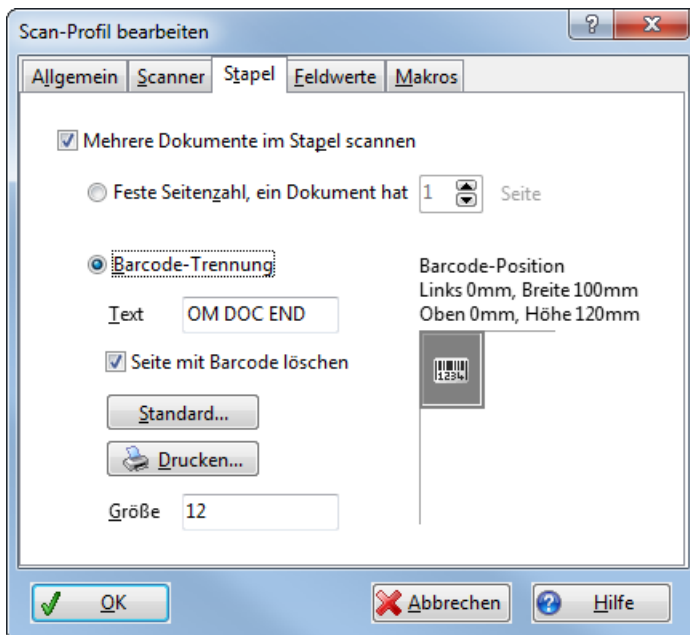 Scan-Profil bearbeiten
Allgemein Scanner Stapel Feldwerte Makros
Mehrere Dokumente im Stapel scannen
Feste Seitenzahl, ein Dokument hat 1 Seite
Barcode-Trennung
Barcode-Position
Links 0mm, Breite 100mm
Oben 0mm, Höhe 120mm
Text OM DOC END
1234
Seite mit Barcode löschen
Standard...
Drucken...
Größe 12
OK Abbrechen Hilfe